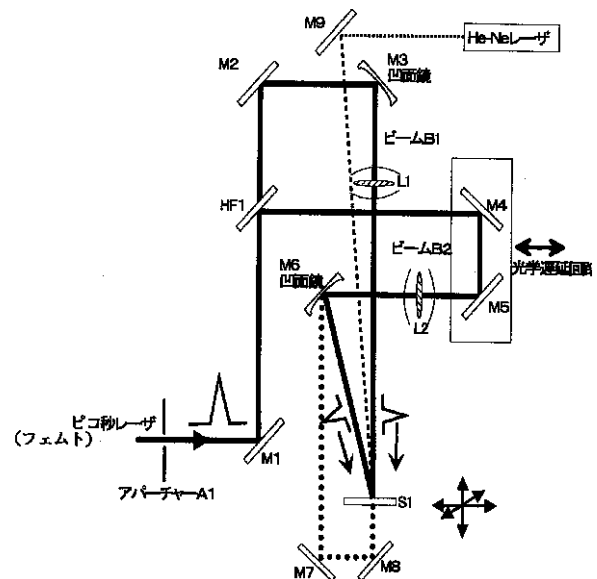 M9
He-Neレーザ
M2
M3
凹面鏡
ビームB1
L1
HF1
M4
ビームB2
M6
凹面鏡
光学遅延回路
M5
L2
ピコ秒レーザ
(フェムト)
M1
アパーチャーA1
S1
M7
M8